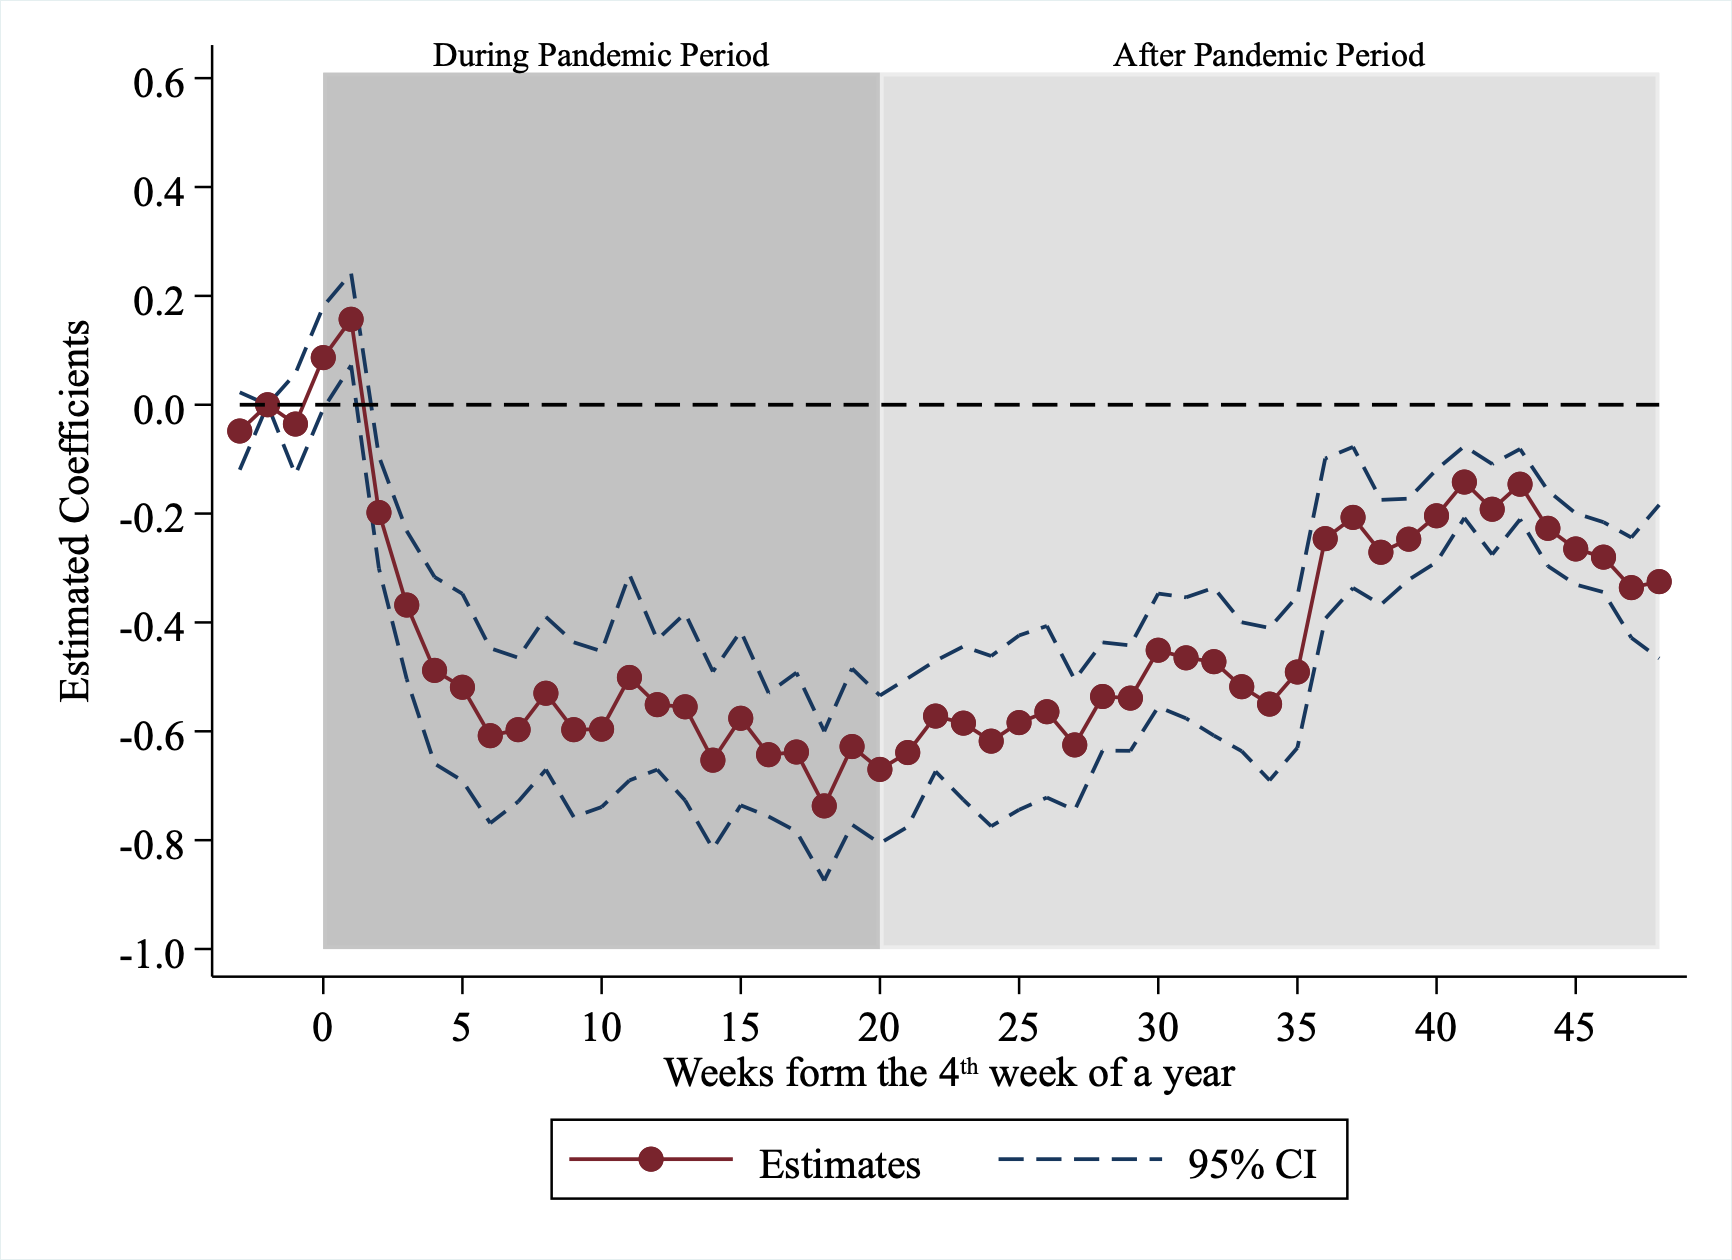 During Pandemic Period
After Pandemic Period
0.6
0.4
0.2
0.0
-0.2
-0.4
-0.6
-0.8
-1.0
Estimated Coefficients
0 5 10 15 20 25 30 35 40 45
Weeks form the 4th week of a year
Estimates
95% CI